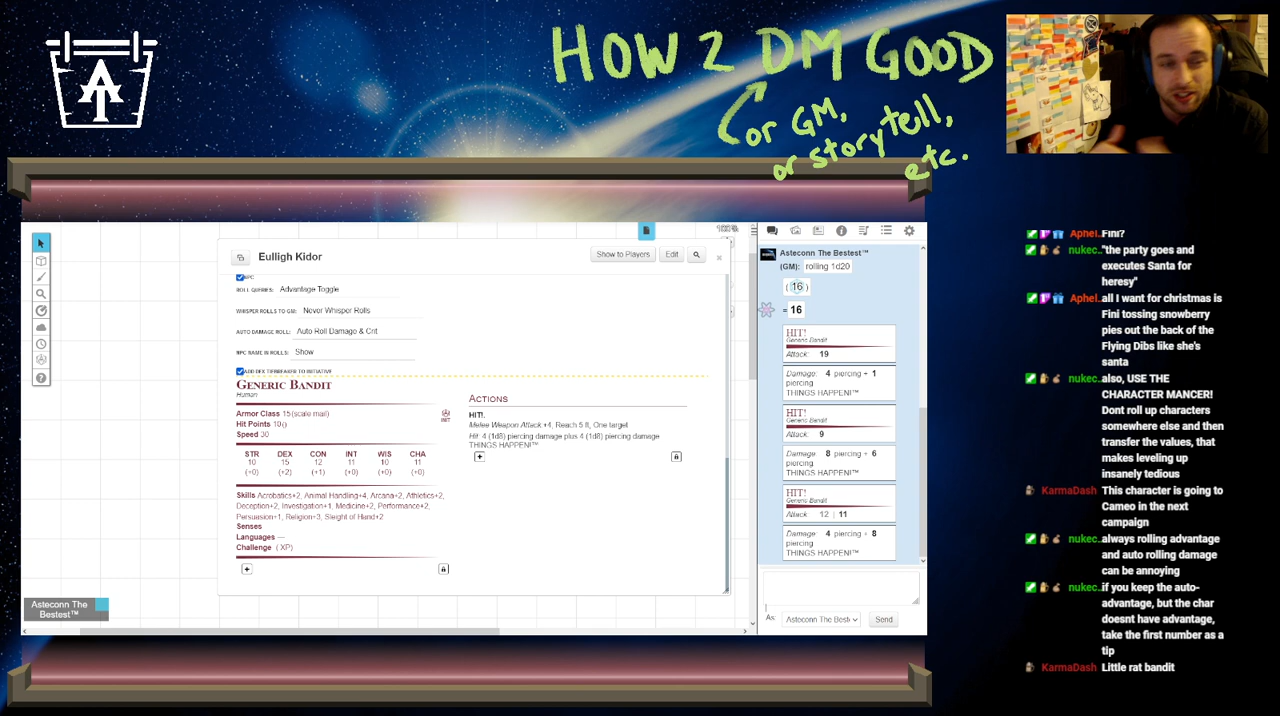 HOW 2 DM GOOD
or GM,
or storytell,
etc.
AT
100%
Eulligh Kidor
Show to Players
Edit
NPC
ROLL QUERIES: Advantage Toggle
WHISPER ROLLS TO GM: Never Whisper Rolls
AUTO DAMAGE ROLL: Auto Roll Damage & Crit
NPC NAME IN ROLLS: Show
ADD DEX TIEBREAKER TO INITIATIVE
GENERIC BANDIT
Human,
Armor Class 15 (scale mail)
Hit Points 10 ()
Speed 30
INIT
STR DEX CON INT WIS CHA
10 15 12 11 10 11
(+0) (+2) (+1) (+0) (+0) (+0)
Skills Acrobatics+2, Animal Handling+4, Arcana+2, Athletics+2,
Deception+2, Investigation+1, Medicine+2, Performance+2,
Persuasion+1, Religion+3, Sleight of Hand+2
Senses
Languages —
Challenge ( XP)
ACTIONS
HIT!.
Melee Weapon Attack +4, Reach 5 ft, One target
Hit: 4 (1d8) piercing damage plus 4 (1d8) piercing damage
THINGS HAPPEN!™
Asteconn The
Bestest™
Asteconn The Bestest™
(GM): rolling 1d20
(16)
= 16
HIT!
Generic Bandit
Attack: 19
Damage: 4 piercing + 1
piercing
THINGS HAPPEN!™
HIT!
Generic Bandit
Attack: 9
Damage: 8 piercing + 6
piercing
THINGS HAPPEN!™
HIT!
Generic Bandit
Attack: 12 | 11
Damage: 4 piercing + 8
piercing
THINGS HAPPEN!™
As: Asteconn The Best
Send
Aphel.. Fini?
nukec.. "the party goes and
executes Santa for
heresy"
Aphel.. all I want for christmas is
Fini tossing snowberry
pies out the back of the
Flying Dibs like she's
santa
nukec.. also, USE THE
CHARACTER MANCER!
Dont roll up characters
somewhere else and then
transfer the values, that
makes leveling up
insanely tedious
KarmaDash This character is going to
Cameo in the next
campaign
nukec.. always rolling advantage
and auto rolling damage
can be annoying
nukec.. if you keep the auto-
advantage, but the char
doesnt have advantage,
take the first number as a
tip
KarmaDash Little rat bandit